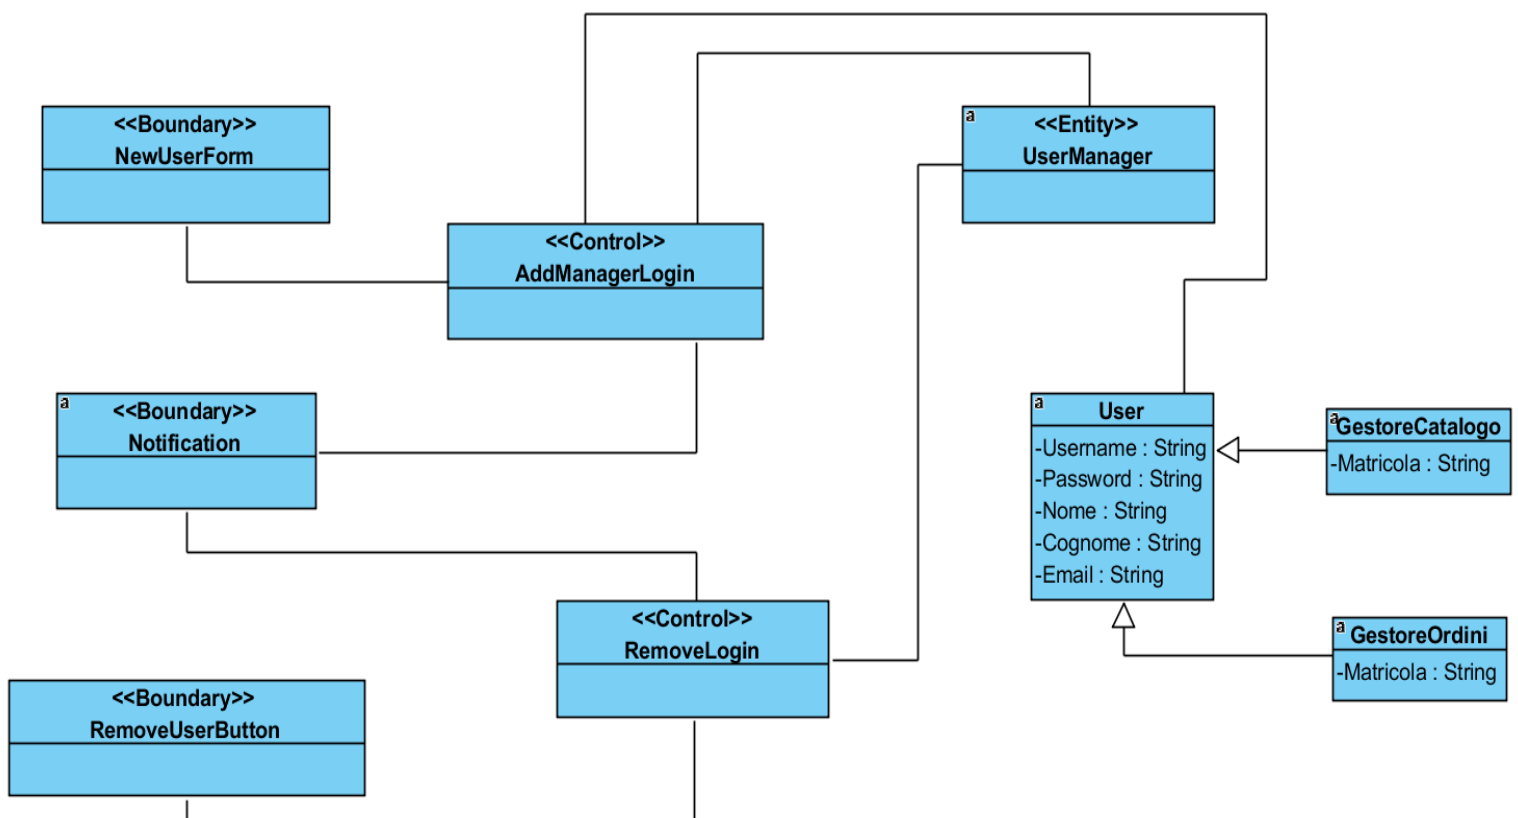 <<Boundary>>
NewUserForm
a
<<Entity>>
UserManager
<<Control>>
AddManagerLogin
a
<<Boundary>>
Notification
a
User
-Username : String
-Password : String
-Nome : String
-Cognome : String
-Email : String
a
GestoreCatalogo
-Matricola : String
<<Control>>
RemoveLogin
a
GestoreOrdini
-Matricola : String
<<Boundary>>
RemoveUserButton